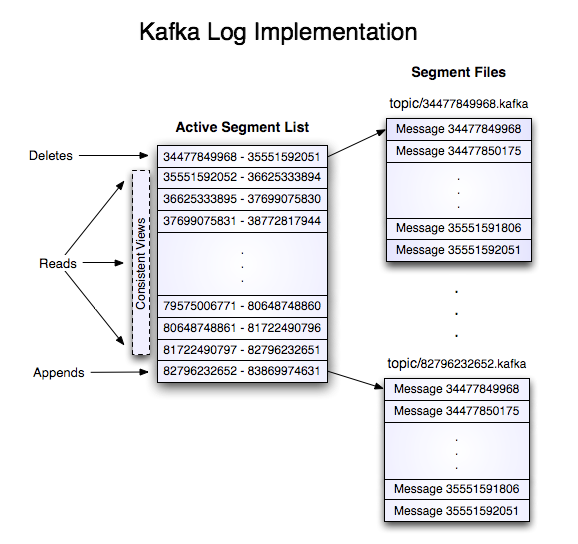 Kafka Log Implementation
Segment Files
topic/34477849968.kafka
Active Segment List
Deletes
Reads
Appends
Consistent Views
34477849968 - 35551592051
35551592052 - 36625333894
36625333895 - 37699075830
37699075831 - 38772817944
.
.
.
79575006771 - 80648748860
80648748861 - 81722490796
81722490797 - 82796232651
82796232652 - 83869974631
Message 34477849968
Message 34477850175
.
.
.
Message 35551591806
Message 35551592051
.
.
.
topic/82796232652.kafka
Message 34477849968
Message 34477850175
.
.
.
Message 35551591806
Message 35551592051